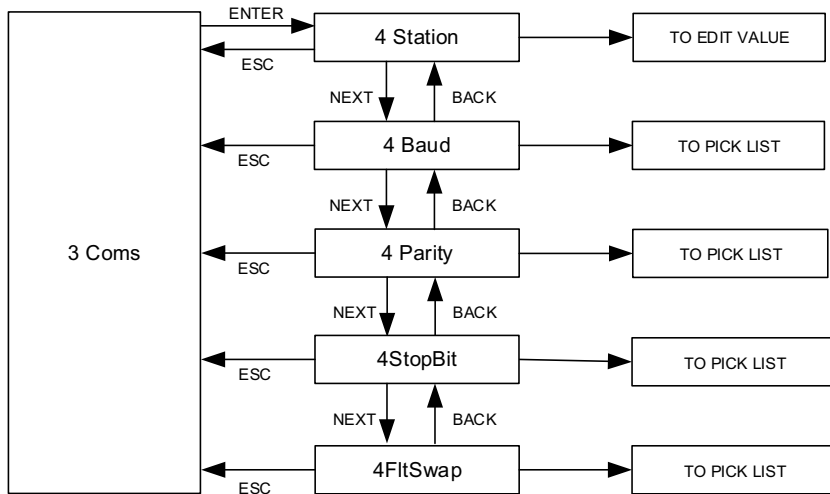 ENTER
4 Station
TO EDIT VALUE
ESC
NEXT
BACK
4 Baud
TO PICK LIST
ESC
NEXT
BACK
3 Coms
4 Parity
TO PICK LIST
ESC
NEXT
BACK
4StopBit
TO PICK LIST
ESC
NEXT
BACK
4FltSwap
TO PICK LIST
ESC